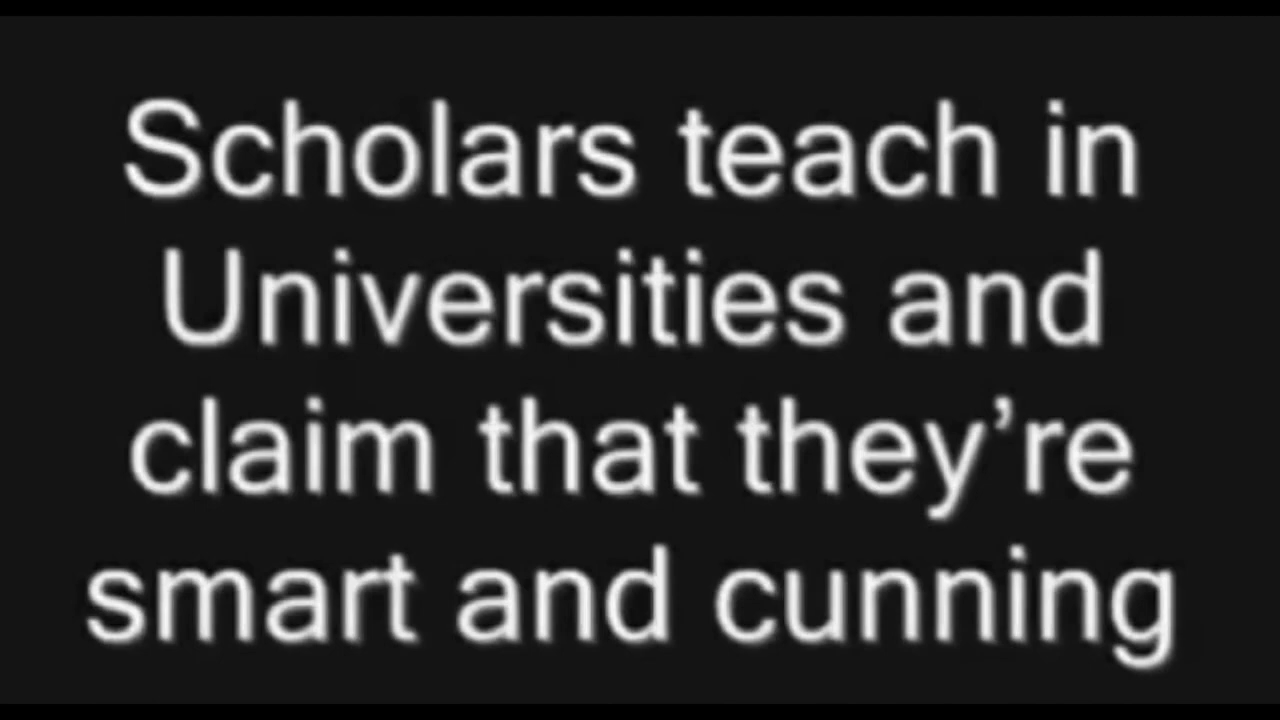 Scholars teach in
Universities and
claim that they’re
smart and cunning